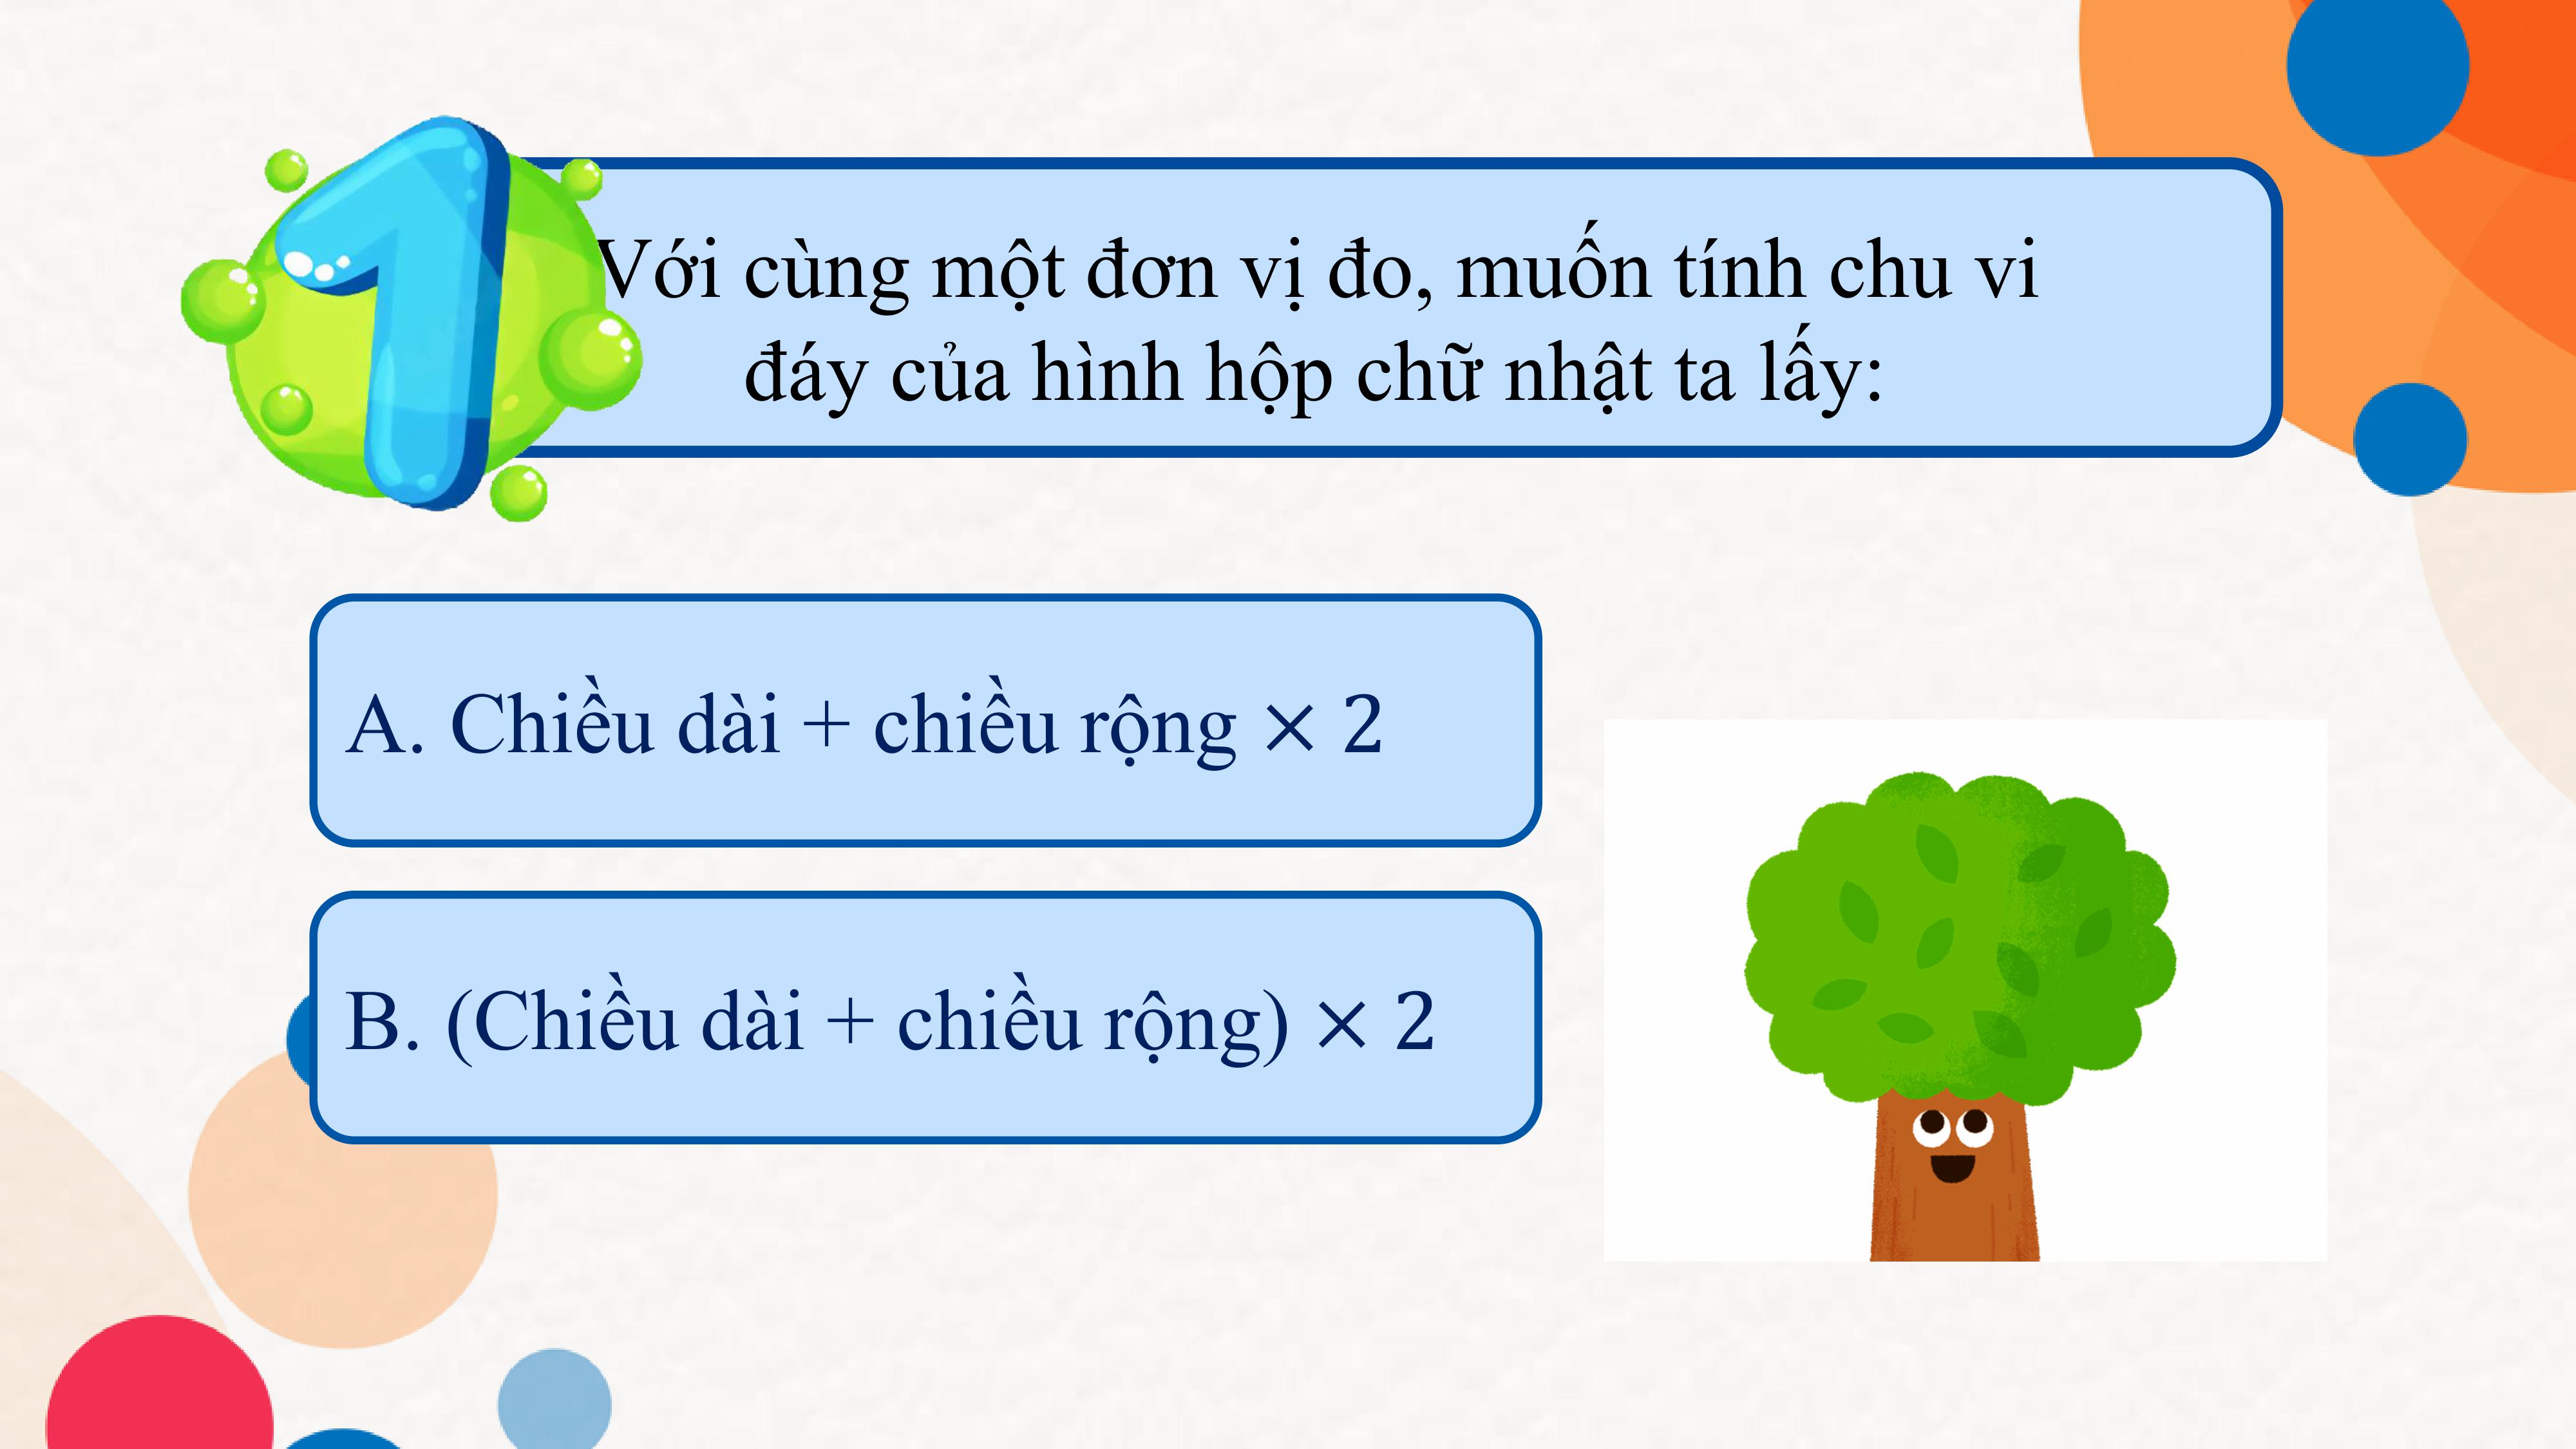 1
Với cùng một đơn vị đo, muốn tính chu vi
đáy của hình hộp chữ nhật ta lấy:
A. Chiều dài + chiều rộng × 2
B. (Chiều dài + chiều rộng) × 2